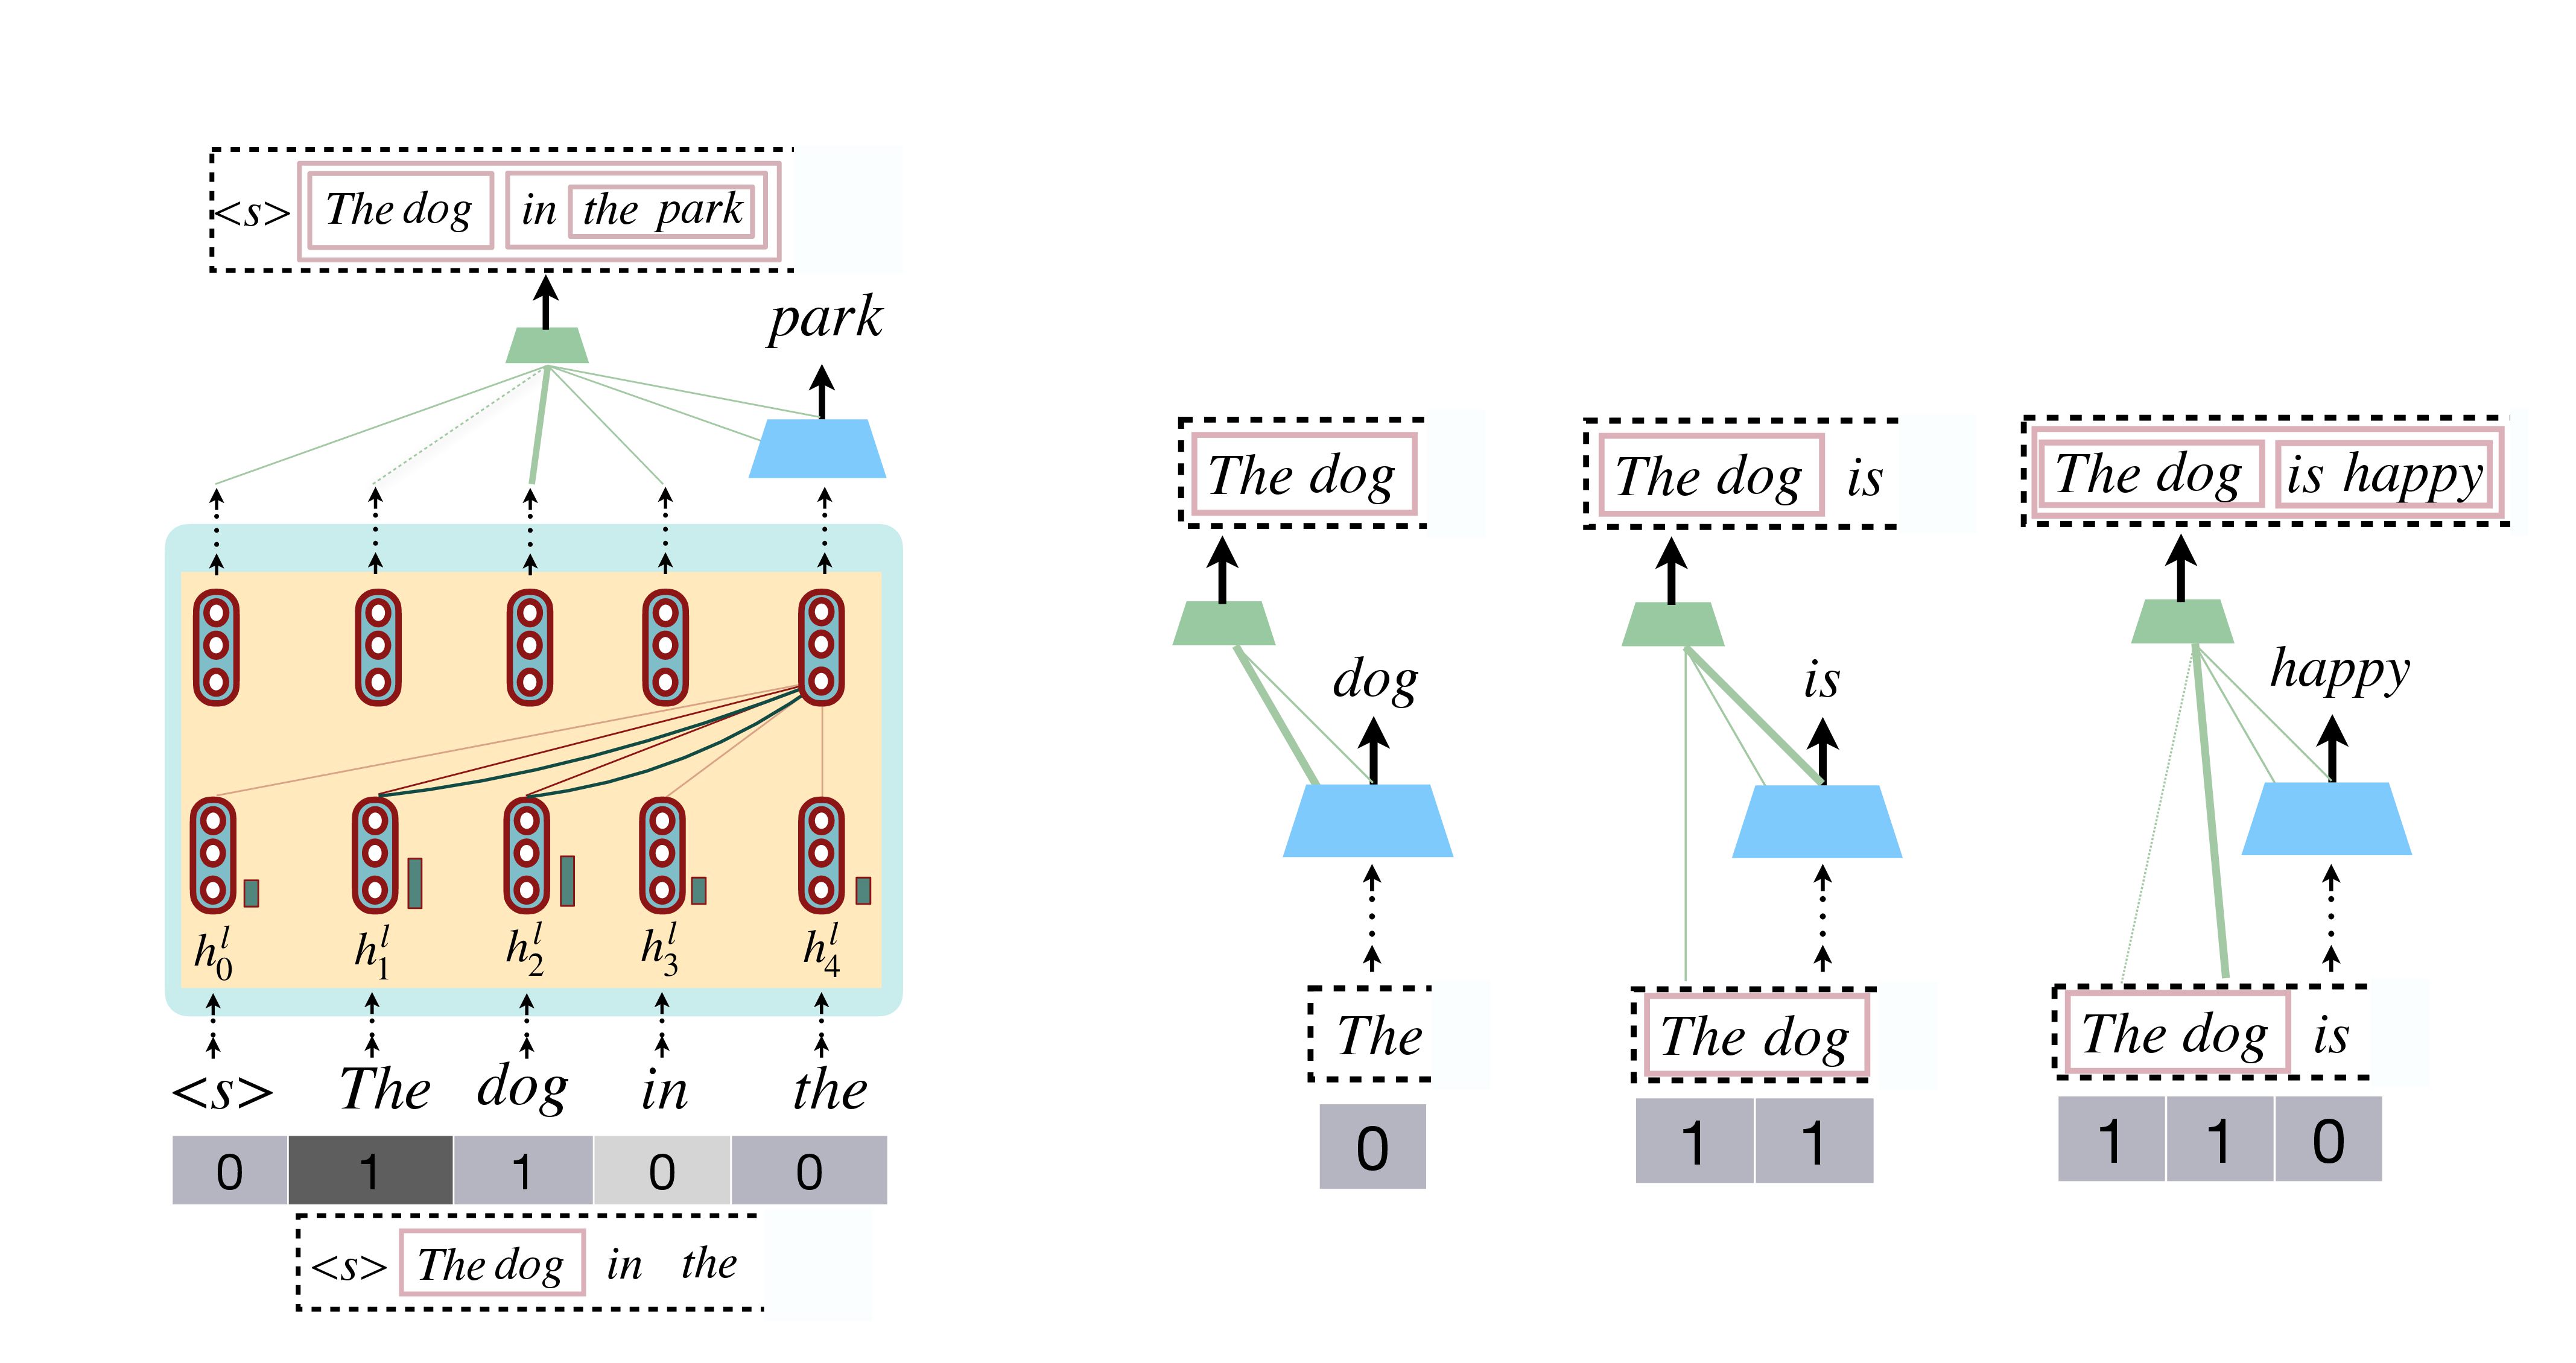 <s> The dog in the park
park
h_0^l h_1^l h_2^l h_3^l h_4^l
<s> The dog in the
0 1 1 0 0
<s> The dog in the
The dog
dog
The
0
The dog is
is
The dog
1 1
The dog is happy
happy
The dog is
1 1 0